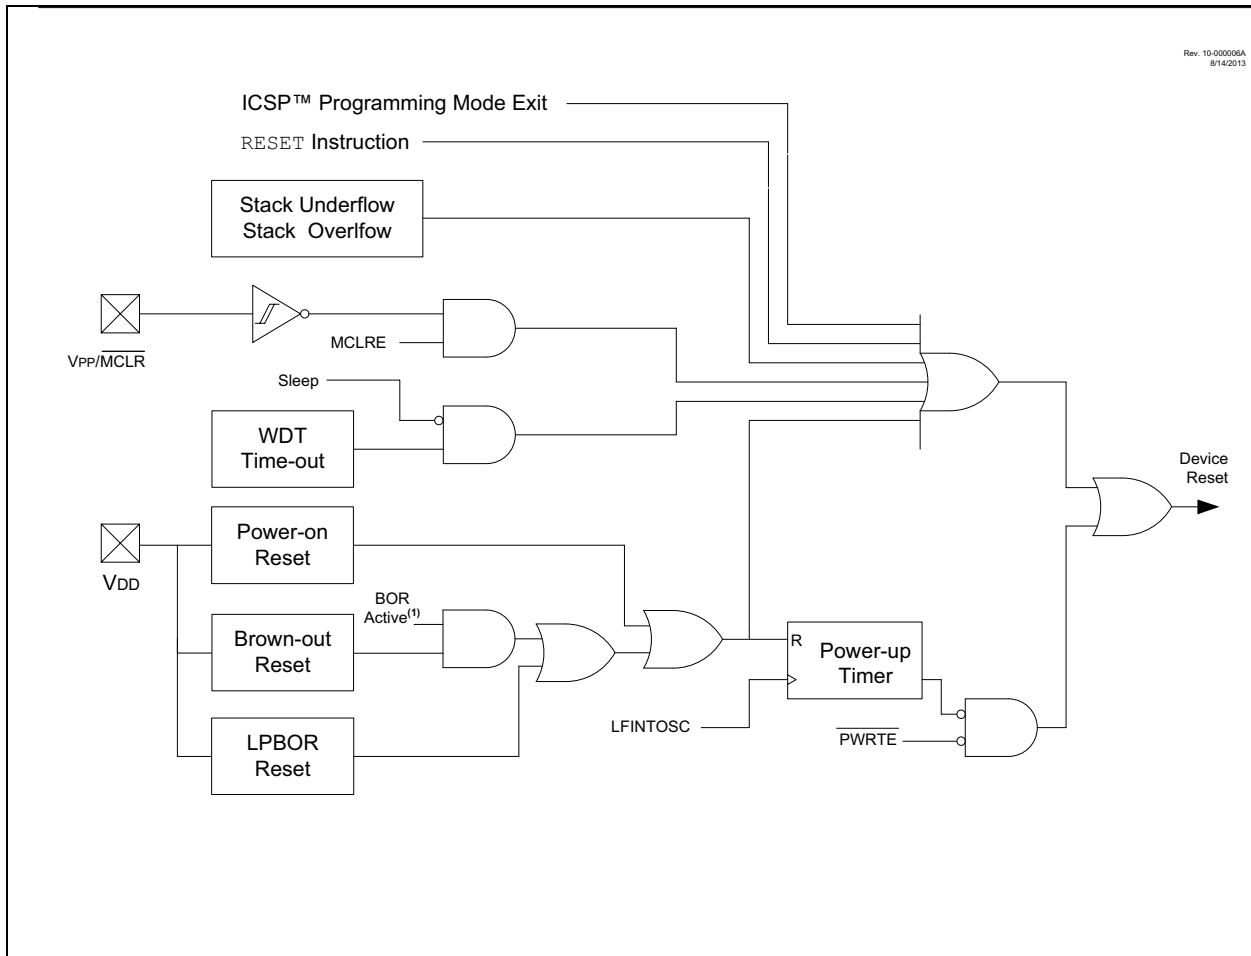 Rev. 10-000006A
8/14/2013
ICSP™ Programming Mode Exit
RESET Instruction
Stack Underflow
Stack Overlfow
VPP/M̅C̅L̅R̅
MCLRE
Sleep
WDT
Time-out
Device
Reset
VDD
Power-on
Reset
BOR
Active(1)
Brown-out
Reset
R
Power-up
Timer
LFINTOSC
P̅W̅R̅T̅E̅
LPBOR
Reset